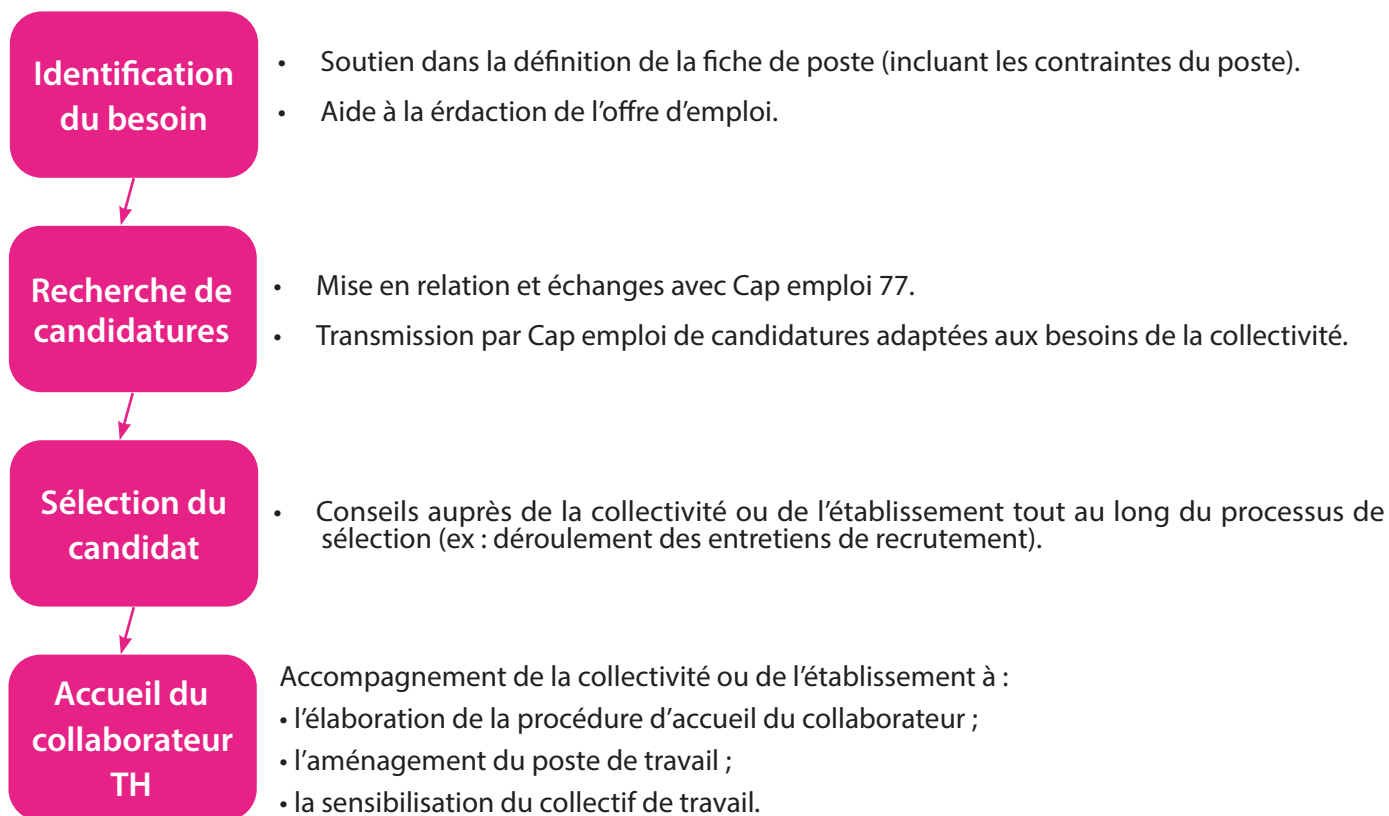 Identification
du besoin
• Soutien dans la définition de la fiche de poste (incluant les contraintes du poste).
• Aide à la érdaction de l’offre d’emploi.
Recherche de
candidatures
• Mise en relation et échanges avec Cap emploi 77.
• Transmission par Cap emploi de candidatures adaptées aux besoins de la collectivité.
Sélection du
candidat
• Conseils auprès de la collectivité ou de l’établissement tout au long du processus de
sélection (ex : déroulement des entretiens de recrutement).
Accueil du
collaborateur
TH
Accompagnement de la collectivité ou de l’établissement à :
• l’élaboration de la procédure d’accueil du collaborateur ;
• l’aménagement du poste de travail ;
• la sensibilisation du collectif de travail.